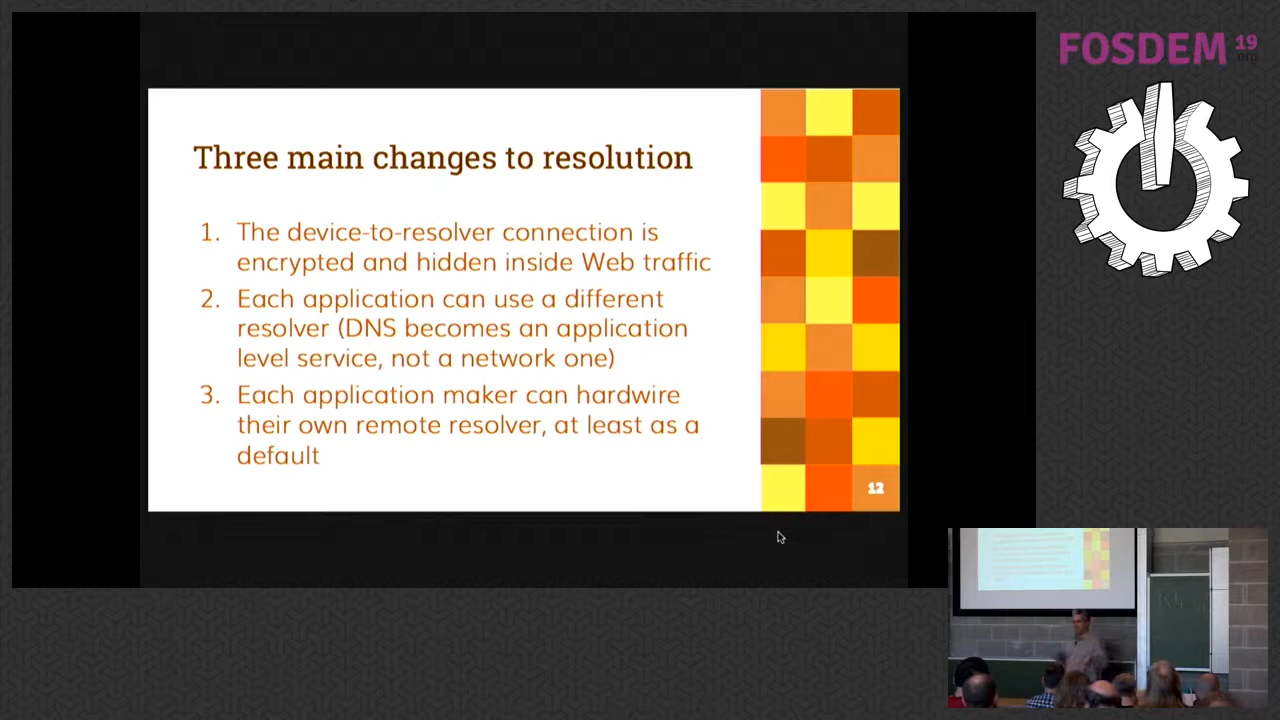 FOSDEM 19
.org
Three main changes to resolution
1. The device-to-resolver connection is
encrypted and hidden inside Web traffic
2. Each application can use a different
resolver (DNS becomes an application
level service, not a network one)
3. Each application maker can hardwire
their own remote resolver, at least as a
default
12